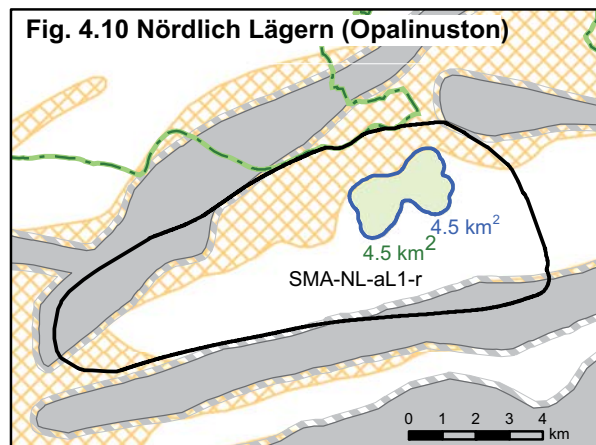 Fig. 4.10 Nördlich Lägern (Opalinuston)
4.5 km²
4.5 km²
SMA-NL-aL1-r
0 1 2 3 4
km